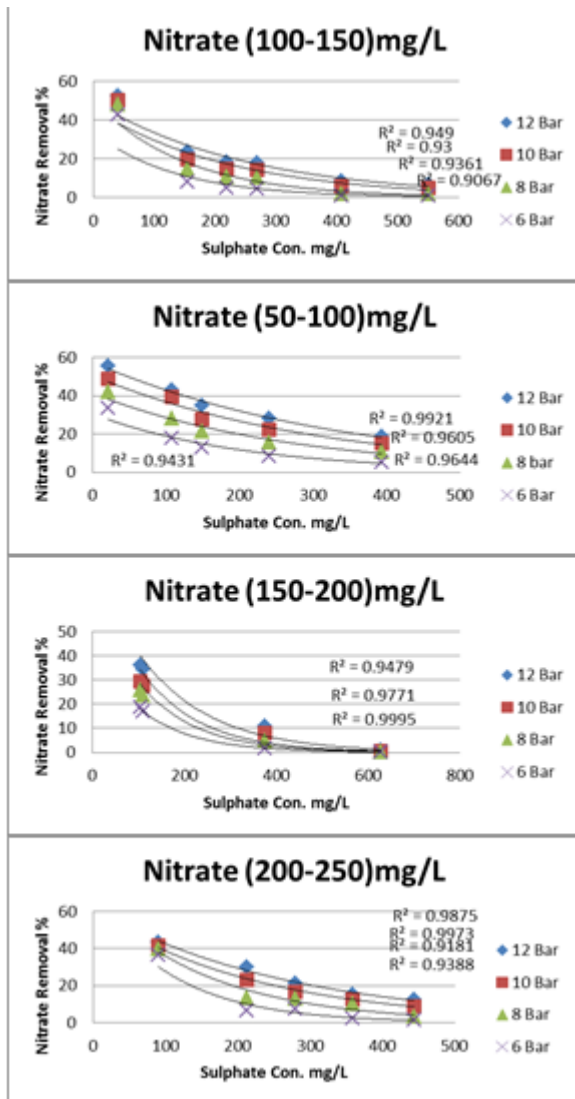 Nitrate (100-150)mg/L
Nitrate Removal %
60
40
20
0
R² = 0.949
R² = 0.93
R² = 0.9361
R² = 0.9067
12 Bar
10 Bar
8 Bar
6 Bar
0 100 200 300 400 500 600
Sulphate Con. mg/L
Nitrate (50-100)mg/L
Nitrate Removal %
60
40
20
0
R² = 0.9921
R² = 0.9605
R² = 0.9644
R² = 0.9431
12 Bar
10 Bar
8 bar
6 Bar
0 100 200 300 400 500
Sulphate Con. mg/L
Nitrate (150-200)mg/L
Nitrate Removal %
50
40
30
20
10
0
R² = 0.9479
R² = 0.9771
R² = 0.9995
12 Bar
10 Bar
8 Bar
6 Bar
0 200 400 600 800
Sulphate Con. mg/L
Nitrate (200-250)mg/L
Nitrate Removal %
60
40
20
0
R² = 0.9875
R² = 0.9973
R² = 0.9181
R² = 0.9388
12 Bar
10 Bar
8 Bar
6 Bar
0 100 200 300 400 500
Sulphate Con. mg/L